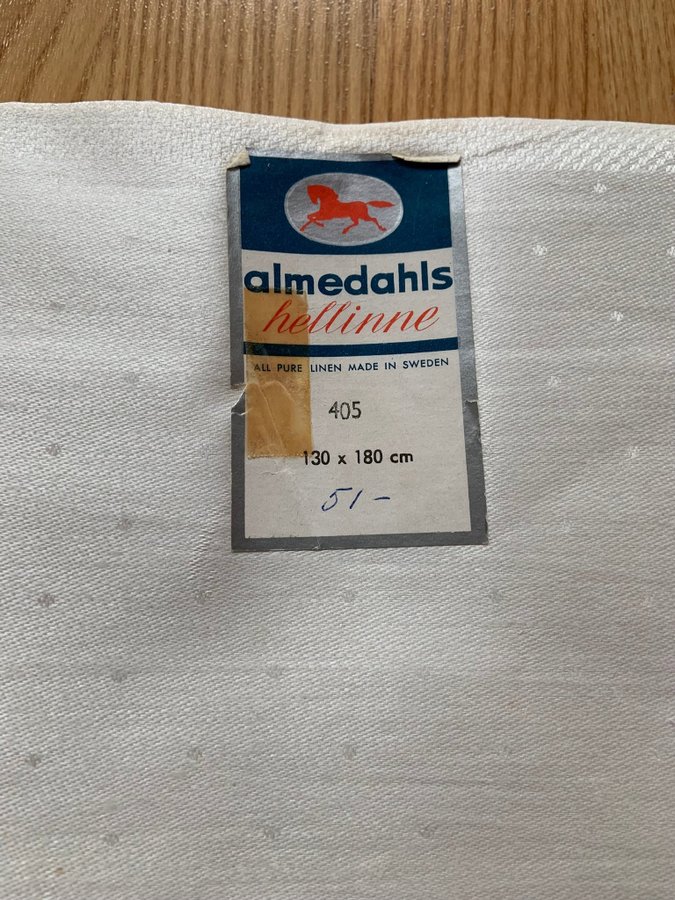 almedahls
hellinne
ALL PURE LINEN MADE IN SWEDEN
405
130 x 180 cm
51-